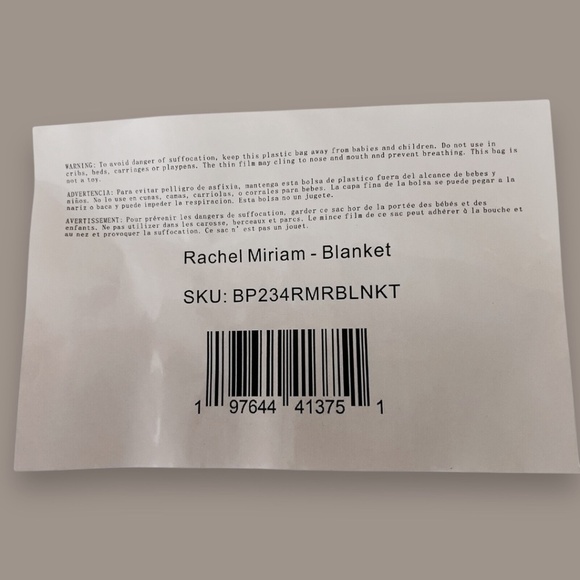 WARNING: To avoid danger of suffocation, keep this plastic bag away from babies and children. Do not use in
cribs, beds, carringes or playpens. The thin film may cling to nose and mouth and prevent breathing. This bag is
not a toy.
ADVERTENCIA: Para evitar pelligro de asfixia, mantenga esta bolsa de plastico fuera del alcance de bebes y
niños. No lo use en cunas, camas, carriolas, o corrales para bebes. La capa fina de la bolsa se puede pegar a la
nariz o baca y puede impeder la respiracion. Esta bolsa no un jugete.
AVERTISSEMENT: Pour prévenir les dangers de suffocation, garder ce sac hor de la portée des bébés et des
enfants. Ne pas utilizer dans les carosse, berceaux et parcs. Le mince film de ce sac peut adhérer à la bouche et
au nez et provoquer la suffocation. Ce sac n'est pas un jouet.
Rachel Miriam - Blanket
SKU: BP234RMRBLNKT
1 97644 41375 1